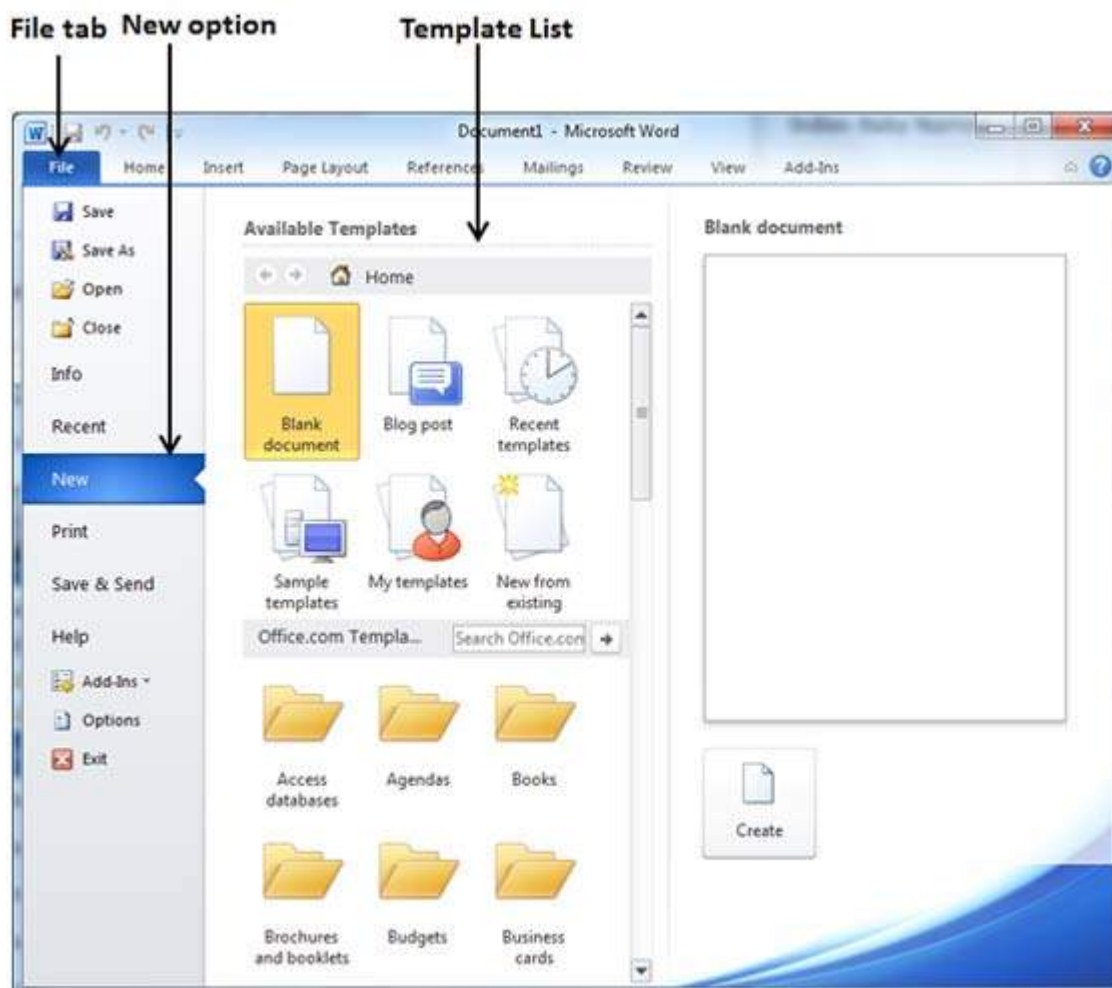 File tab New option Template List
Document1 - Microsoft Word
File Home Insert Page Layout References Mailings Review View Add-Ins
Save
Save As
Open
Close
Info
Recent
New
Print
Save & Send
Help
Add-Ins
Options
Exit
Available Templates
Home
Blank
document
Blog post
Recent
templates
Sample
templates
My templates
New from
existing
Office.com Templa... Search Office.con
Access
databases
Agendas
Books
Brochures
and booklets
Budgets
Business
cards
Blank document
Create